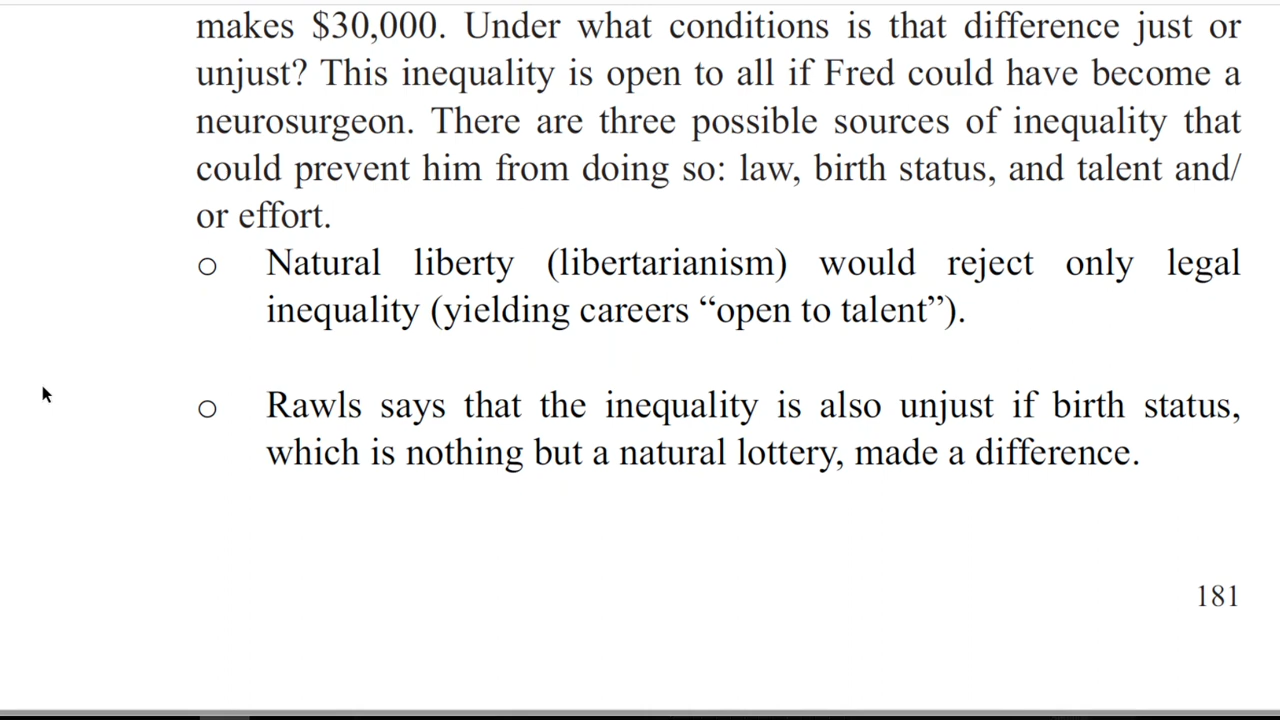 makes $30,000. Under what conditions is that difference just or
unjust? This inequality is open to all if Fred could have become a
neurosurgeon. There are three possible sources of inequality that
could prevent him from doing so: law, birth status, and talent and/
or effort.
○ Natural liberty (libertarianism) would reject only legal
inequality (yielding careers “open to talent”).
○ Rawls says that the inequality is also unjust if birth status,
which is nothing but a natural lottery, made a difference.
181